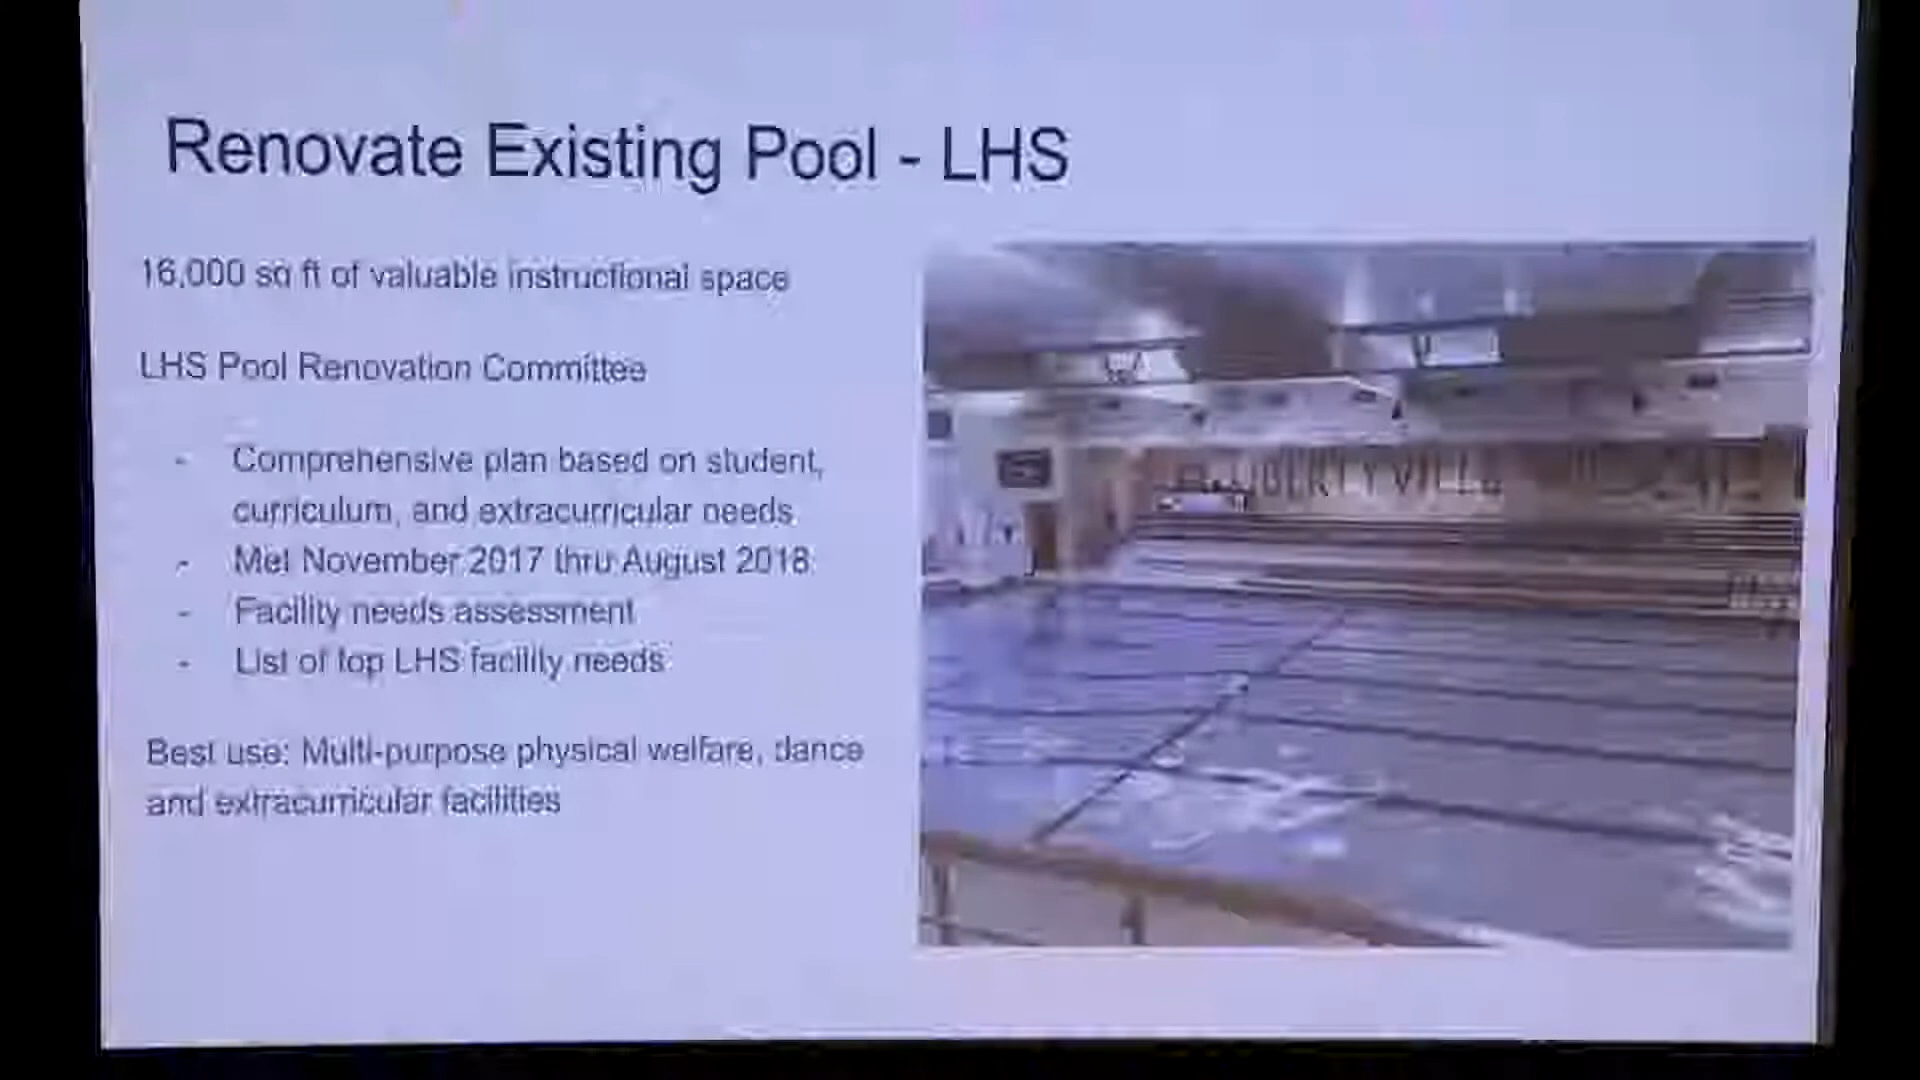 Renovate Existing Pool - LHS
16,000 sq ft of valuable instructional space
LHS Pool Renovation Committee
- Comprehensive plan based on student,
curriculum, and extracurricular needs
- Met November 2017 thru August 2018
- Facility needs assessment
- List of top LHS facility needs
Best use: Multi-purpose physical welfare, dance
and extracurricular facilities
LIBERTYVILLE